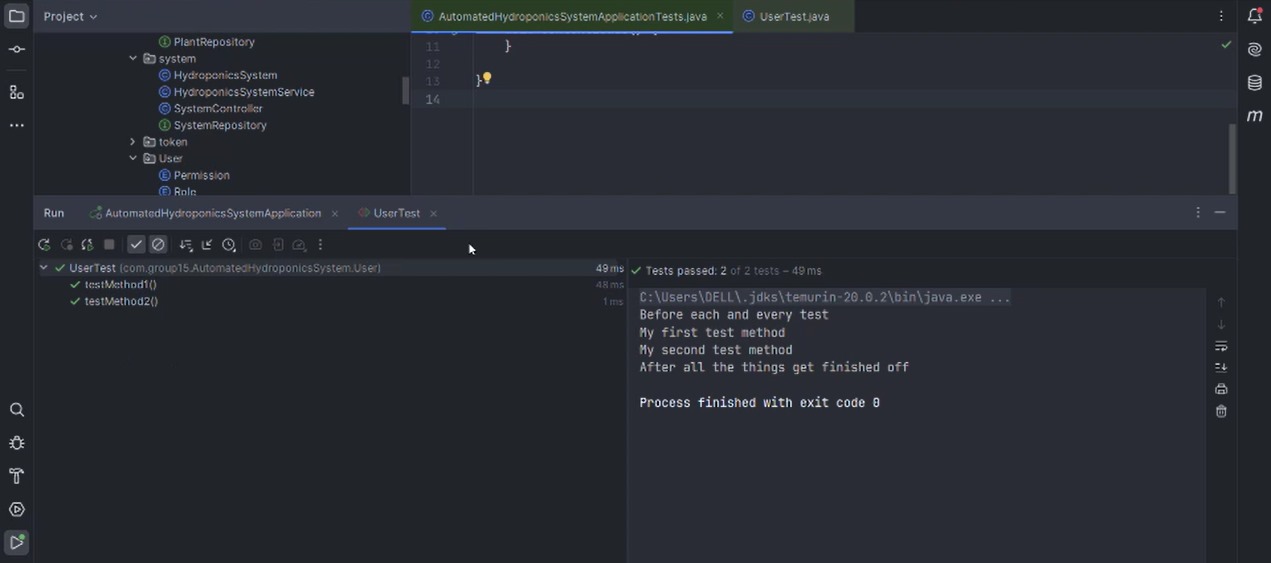 Project
AutomatedHydroponicsSystemApplicationTests.java
UserTest.java
PlantRepository
system
HydroponicsSystem
HydroponicsSystemService
SystemController
SystemRepository
token
User
Permission
Role
11 }
12
13 }
14
m
Run
AutomatedHydroponicsSystemApplication
UserTest
UserTest (com.group15.AutomatedHydroponicsSystem.User) 49 ms
testMethod1() 48 ms
testMethod2() 1 ms
Tests passed: 2 of 2 tests – 49 ms
C:\Users\DELL\.jdks\temurin-20.0.2\bin\java.exe ...
Before each and every test
My first test method
My second test method
After all the things get finished off
Process finished with exit code 0